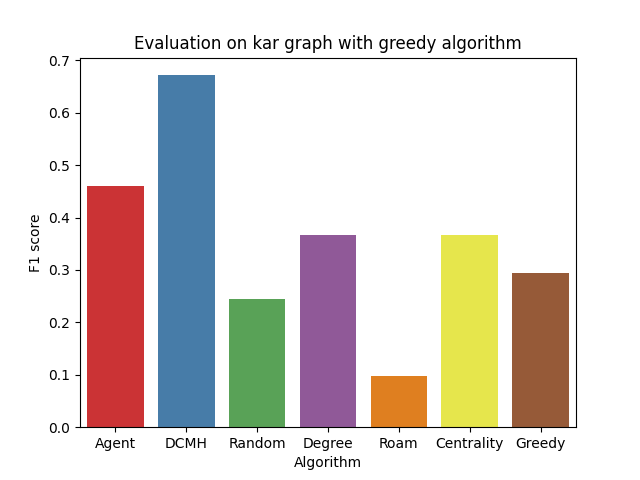 Evaluation on kar graph with greedy algorithm
0.7
0.6
0.5
0.4
0.3
0.2
0.1
0.0
F1 score
Agent DCMH Random Degree Roam Centrality Greedy
Algorithm